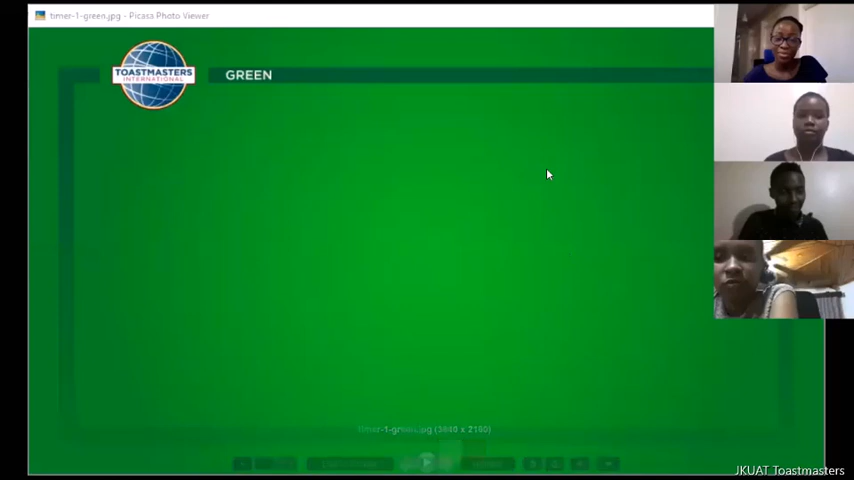 timer-1-green.jpg - Picasa Photo Viewer
TOASTMASTERS
INTERNATIONAL
GREEN
timer-1-green.jpg (3840 x 2160)
JKUAT Toastmasters